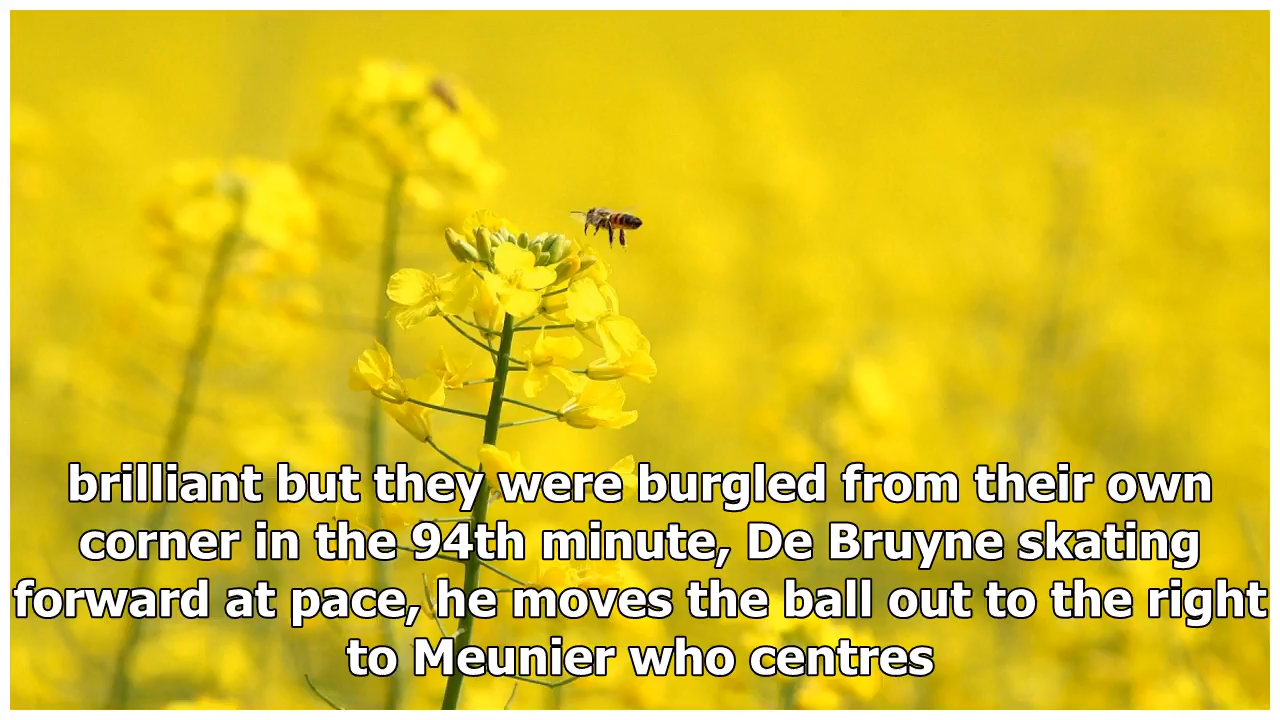 brilliant but they were burgled from their own
corner in the 94th minute, De Bruyne skating
forward at pace, he moves the ball out to the right
to Meunier who centres